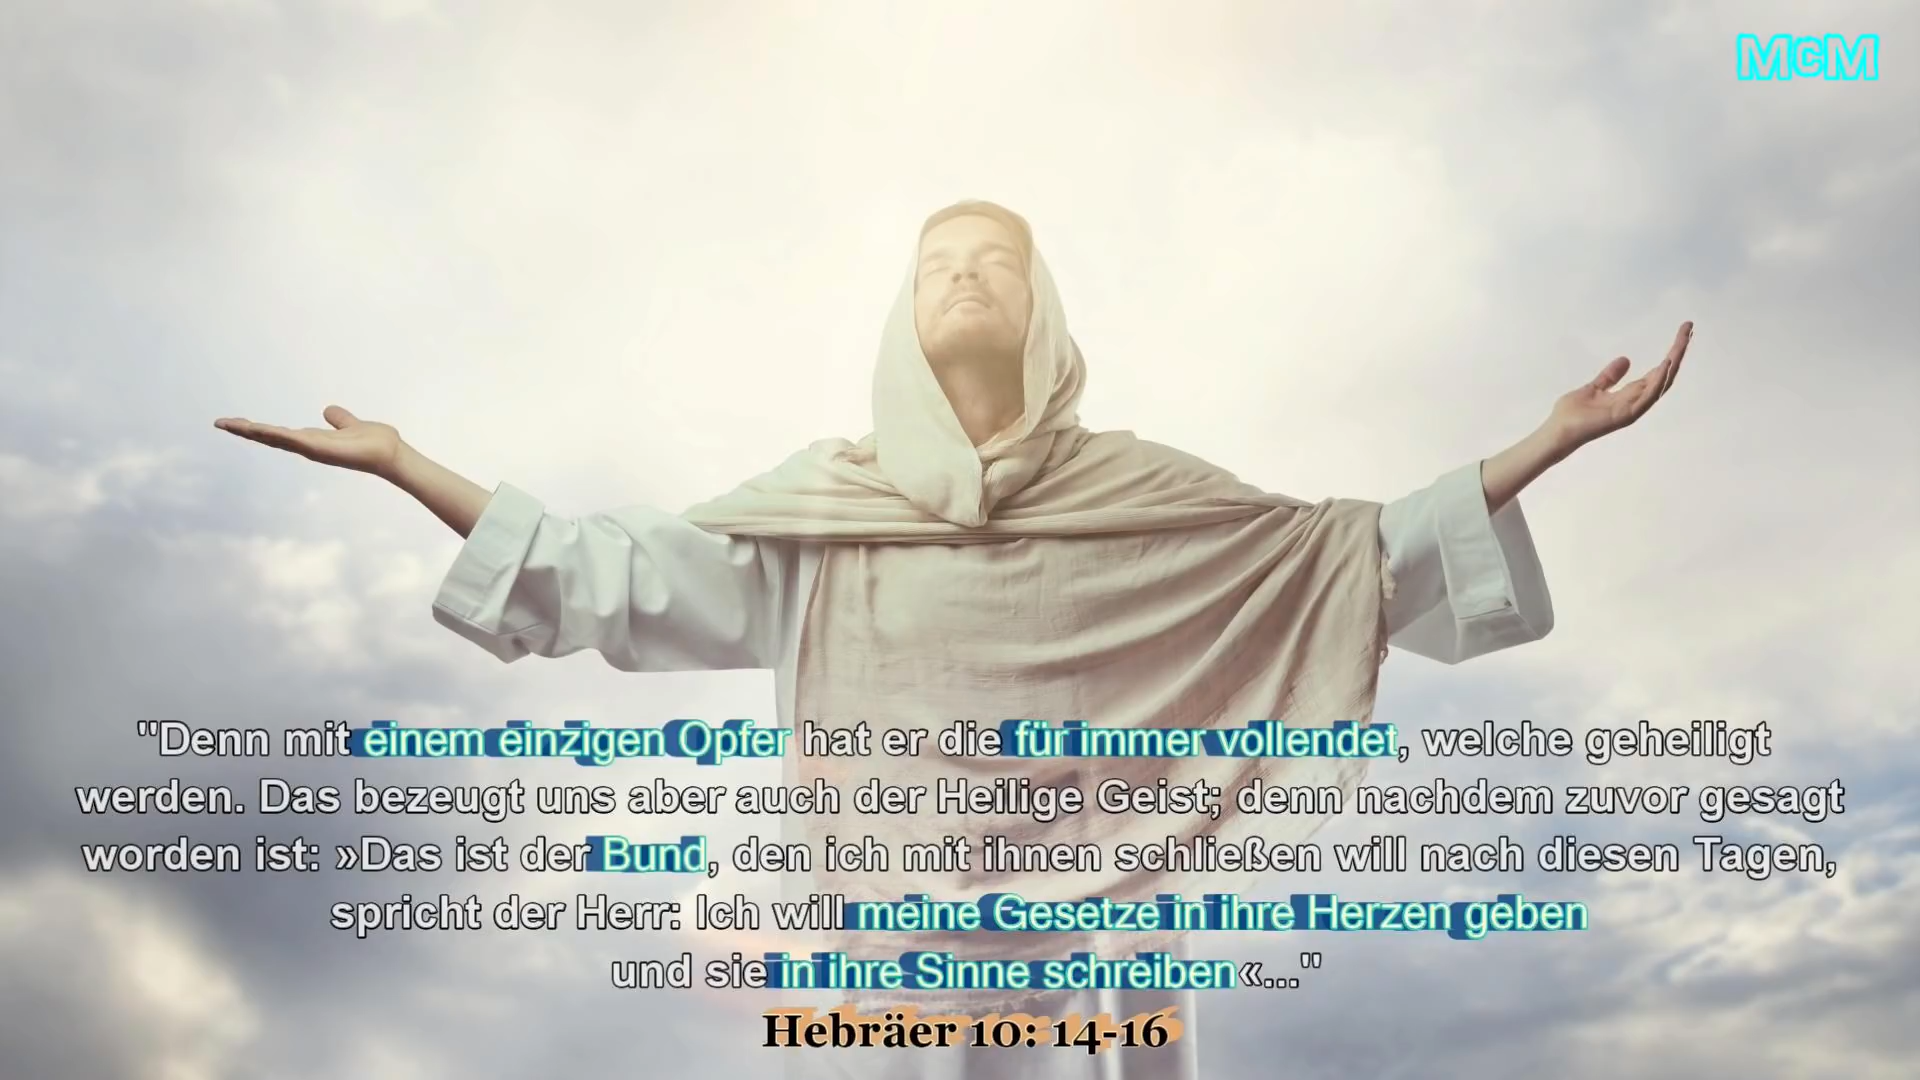 McM
"Denn mit einem einzigen Opfer hat er die für immer vollendet, welche geheiligt
werden. Das bezeugt uns aber auch der Heilige Geist; denn nachdem zuvor gesagt
worden ist: »Das ist der Bund, den ich mit ihnen schließen will nach diesen Tagen,
spricht der Herr: Ich will meine Gesetze in ihre Herzen geben
und sie in ihre Sinne schreiben«..."
Hebräer 10: 14-16